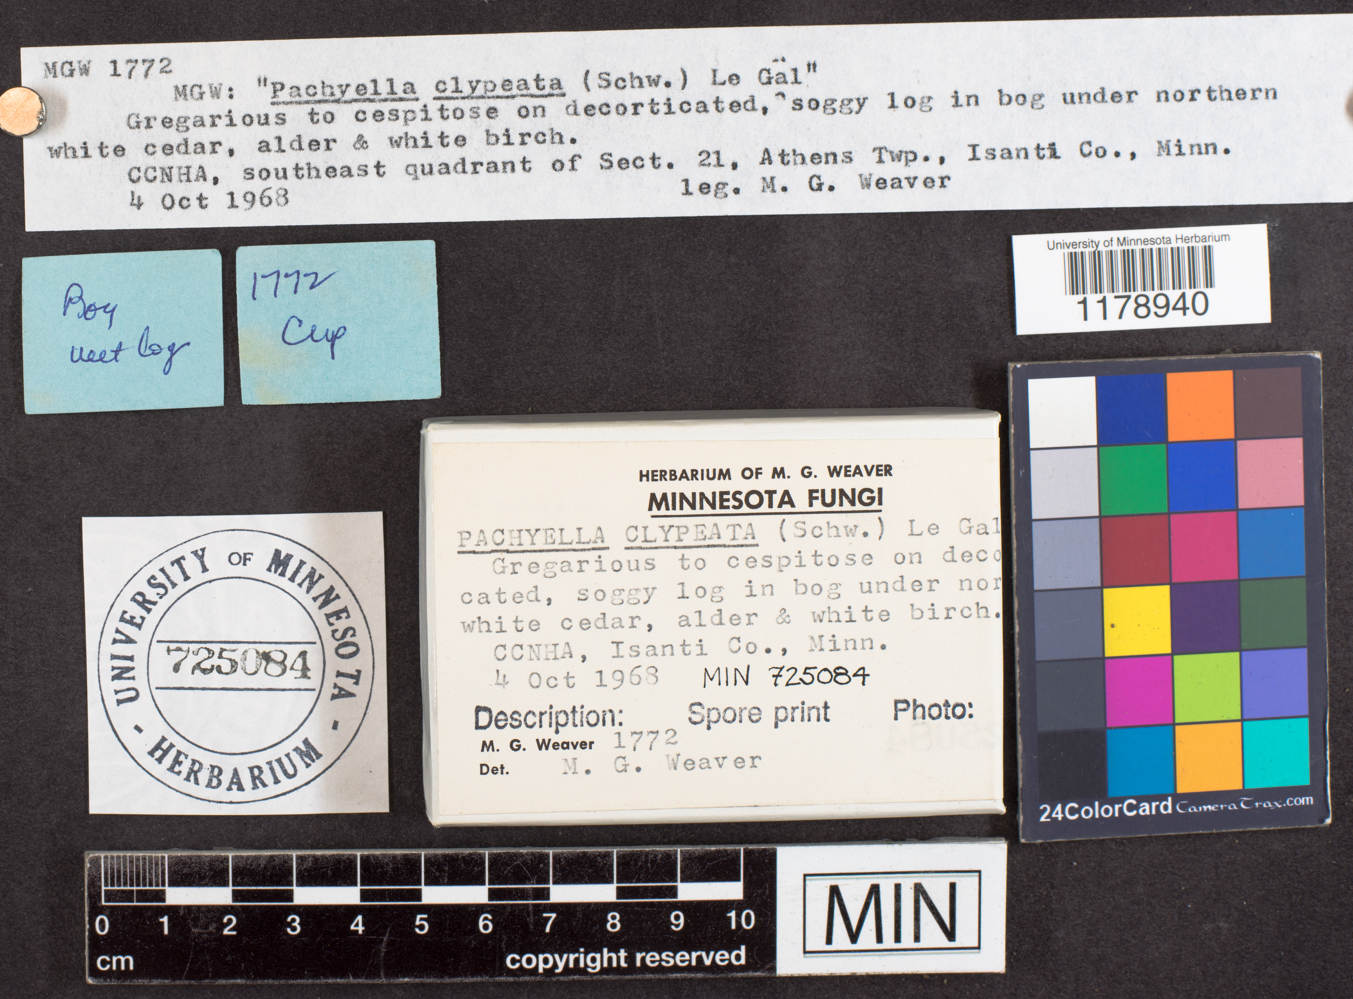 MGW 1772
MGW: "Pachyella clypeata (Schw.) Le Gal"
Gregarious to cespitose on decorticated, soggy log in bog under northern
white cedar, alder & white birch.
CCNHA, southeast quadrant of Sect. 21, Athens Twp., Isanti Co., Minn.
4 Oct 1968 leg. M. G. Weaver
Bog
wet log
1772
Cup
University of Minnesota Herbarium
1178940
HERBARIUM OF M. G. WEAVER
MINNESOTA FUNGI
PACHYELLA CLYPEATA (Schw.) Le Gal
Gregarious to cespitose on deco
cated, soggy log in bog under nor
white cedar, alder & white birch.
CCNHA, Isanti Co., Minn.
4 Oct 1968 MIN 725084
Description: Spore print Photo:
M. G. Weaver 1772
Det. M. G. Weaver
UNIVERSITY OF MINNESOTA
725084
- HERBARIUM -
24ColorCard CameraTrax.com
0 1 2 3 4 5 6 7 8 9 10
cm copyright reserved
MIN